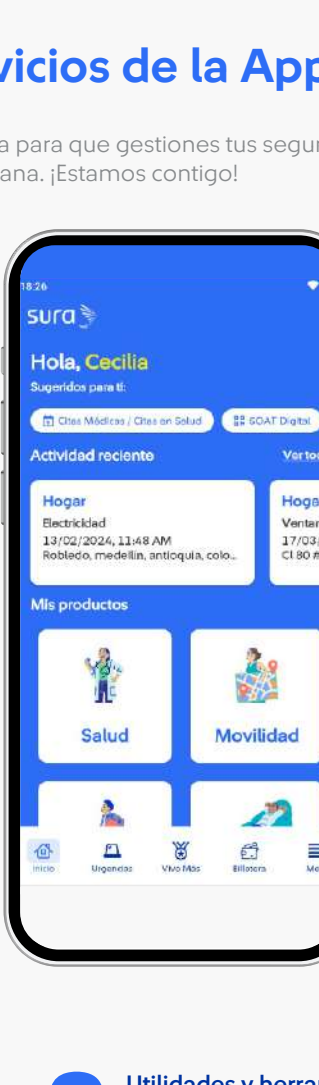 vicios de la App
a para que gestiones tus segur
ana. ¡Estamos contigo!
18:26
sura
Hola, Cecilia
Sugeridos para ti:
Citas Médicas / Citas en Salud SOAT Digital
Actividad reciente Ver tod
Hogar Hoga
Electricidad Ventan
13/02/2024, 11:48 AM 17/03
Robledo, medellin, antioquia, colo... Cl 80 #
Mis productos
Salud Movilidad
Inicio Urgencias Vivo Más Billetera Me
Utilidades y herra